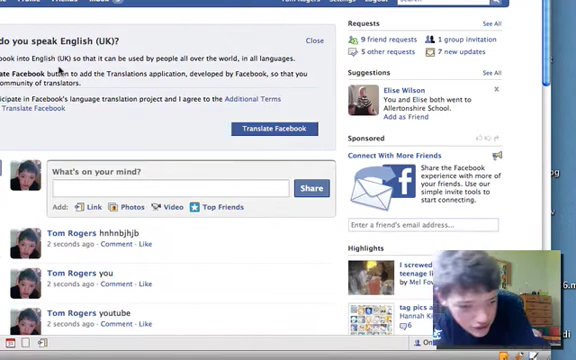 Profile Friends Inbox Tom Rogers
do you speak English (UK)?
Close
book into English (UK) so that it can be used by people all over the world, in all languages.
ate Facebook button to add the Translations application, developed by Facebook, so that you
ommunity of translators.
icipate in Facebook's language translation project and I agree to the Additional Terms
Translate Facebook
Translate Facebook
What's on your mind?
Share
Add: Link Photos Video Top Friends
Tom Rogers hnhnbjhjb
2 seconds ago · Comment · Like
Tom Rogers you
2 seconds ago · Comment · Like
Tom Rogers youtube
2 seconds ago · Comment · Like
Requests See All
9 friend requests 1 group invitation
5 other requests 7 new updates
Suggestions See All
Elise Wilson
You and Elise both went to
Allertonshire School.
Add as Friend
Sponsored
Connect With More Friends
Share the Facebook
experience with more of
your friends. Use our
simple invite tools to
start connecting.
Enter a friend's email address...
Highlights
I screwed
teenage li
by Mel Fo
tag pics a
Hannah Ki
6